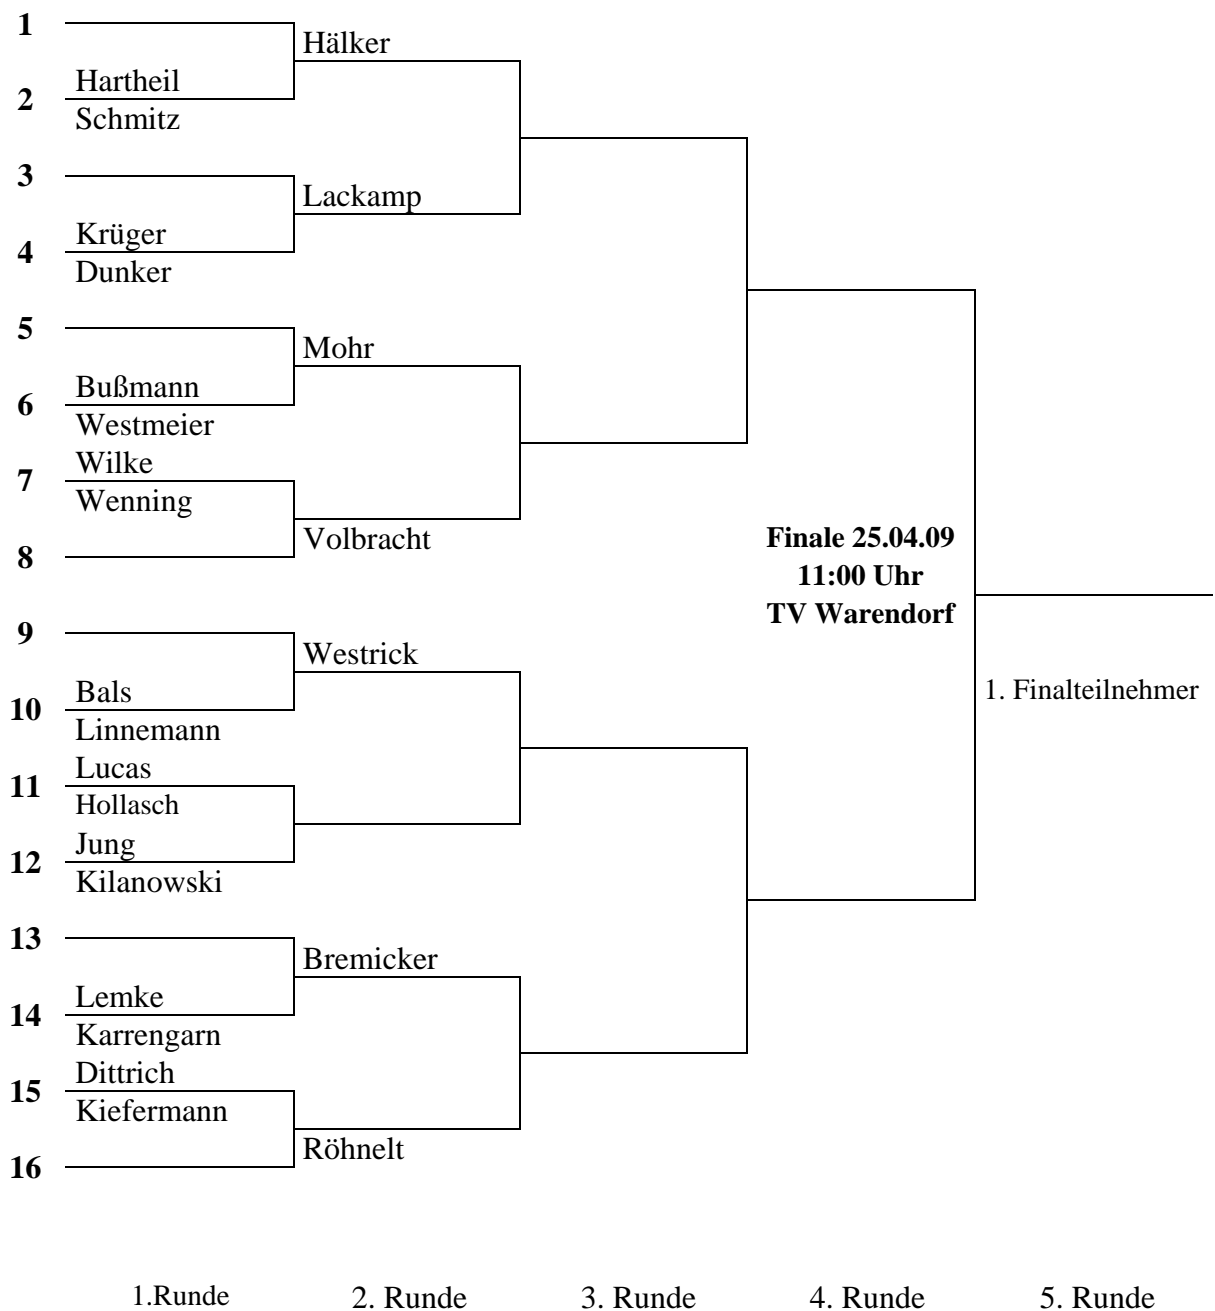 1
Hälker
Hartheil
2
Schmitz
3
Lackamp
Krüger
4
Dunker
5
Mohr
Bußmann
6
Westmeier
Wilke
7
Wenning
Volbracht
8
Finale 25.04.09
11:00 Uhr
TV Warendorf
9
Westrick
Bals
1. Finalteilnehmer
10
Linnemann
Lucas
11
Hollasch
Jung
12
Kilanowski
13
Bremicker
Lemke
14
Karrengarn
Dittrich
15
Kiefermann
Röhnelt
16
1.Runde 2. Runde 3. Runde 4. Runde 5. Runde